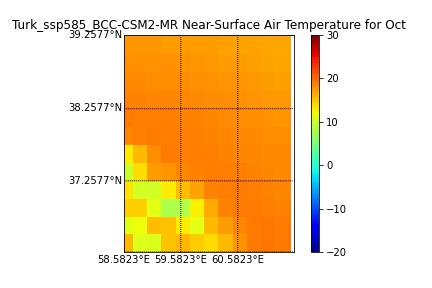 Turk_ssp585_BCC-CSM2-MR Near-Surface Air Temperature for Oct
39.2577°N
38.2577°N
37.2577°N
58.5823°E 59.5823°E 60.5823°E
30
20
10
0
−10
−20